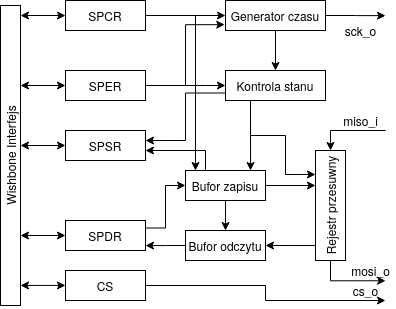 Wishbone Interfejs
SPCR
Generator czasu
sck_o
SPER
Kontrola stanu
miso_i
SPSR
Rejestr przesuwny
Bufor zapisu
SPDR
Bufor odczytu
mosi_o
CS
cs_o